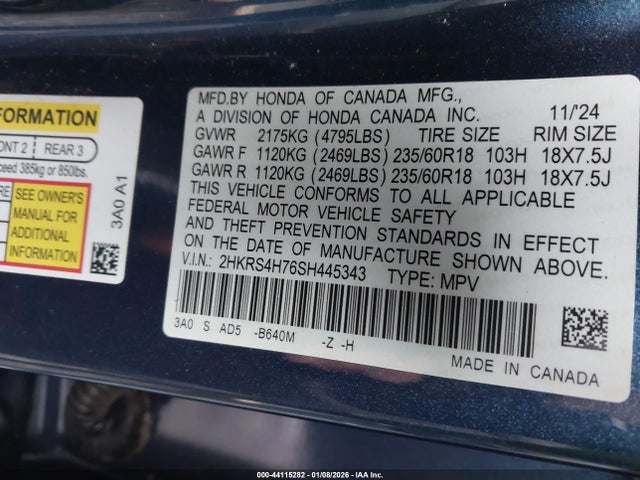 FORMATION
ONT 2 REAR 3
ceed 385kg or 850lbs.
RE
SEE OWNER'S
MANUAL FOR
ADDITIONAL
INFORMATION
3A0 A1
MFD.BY HONDA OF CANADA MFG.,
A DIVISION OF HONDA CANADA INC. 11/'24
GVWR 2175KG (4795LBS) TIRE SIZE RIM SIZE
GAWR F 1120KG (2469LBS) 235/60R18 103H 18X7.5J
GAWR R 1120KG (2469LBS) 235/60R18 103H 18X7.5J
THIS VEHICLE CONFORMS TO ALL APPLICABLE
FEDERAL MOTOR VEHICLE SAFETY
AND THEFT PREVENTION STANDARDS IN EFFECT
ON THE DATE OF MANUFACTURE SHOWN ABOVE.
V.I.N.: 2HKRS4H76SH445343 TYPE: MPV
3A0 S AD5 -B640M -Z -H
MADE IN CANADA
000-44115282 - 01/08/2026 - IAA Inc.